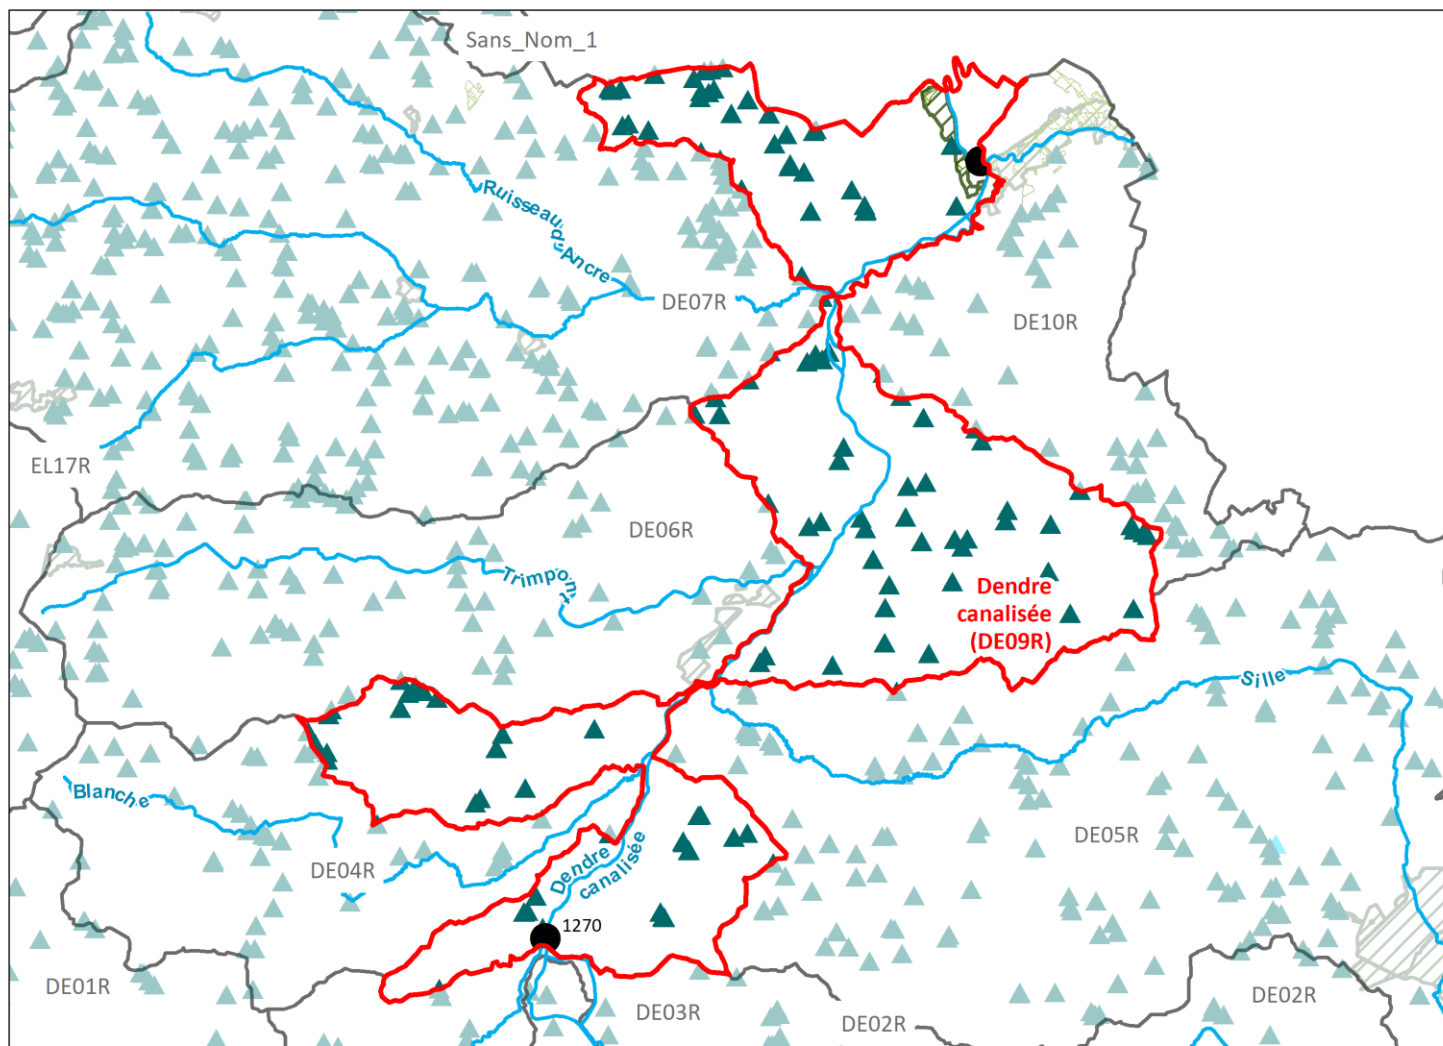 Sans_Nom_1
Ruisseau d'Ancre
DE07R
DE10R
EL17R
DE06R
Trimpont
Dendre
canalisée
(DE09R)
Sille
Blanche
DE05R
Dendre
canalisée
DE04R
1270
DE01R
DE03R
DE02R
DE02R